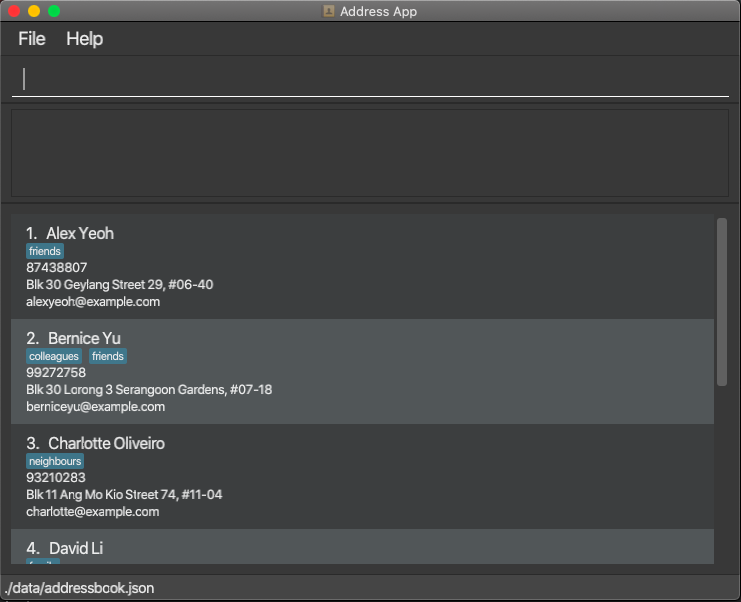 Address App
File Help
1. Alex Yeoh
friends
87438807
Blk 30 Geylang Street 29, #06-40
alexyeoh@example.com
2. Bernice Yu
colleagues friends
99272758
Blk 30 Lorong 3 Serangoon Gardens, #07-18
berniceyu@example.com
3. Charlotte Oliveiro
neighbours
93210283
Blk 11 Ang Mo Kio Street 74, #11-04
charlotte@example.com
4. David Li
./data/addressbook.json